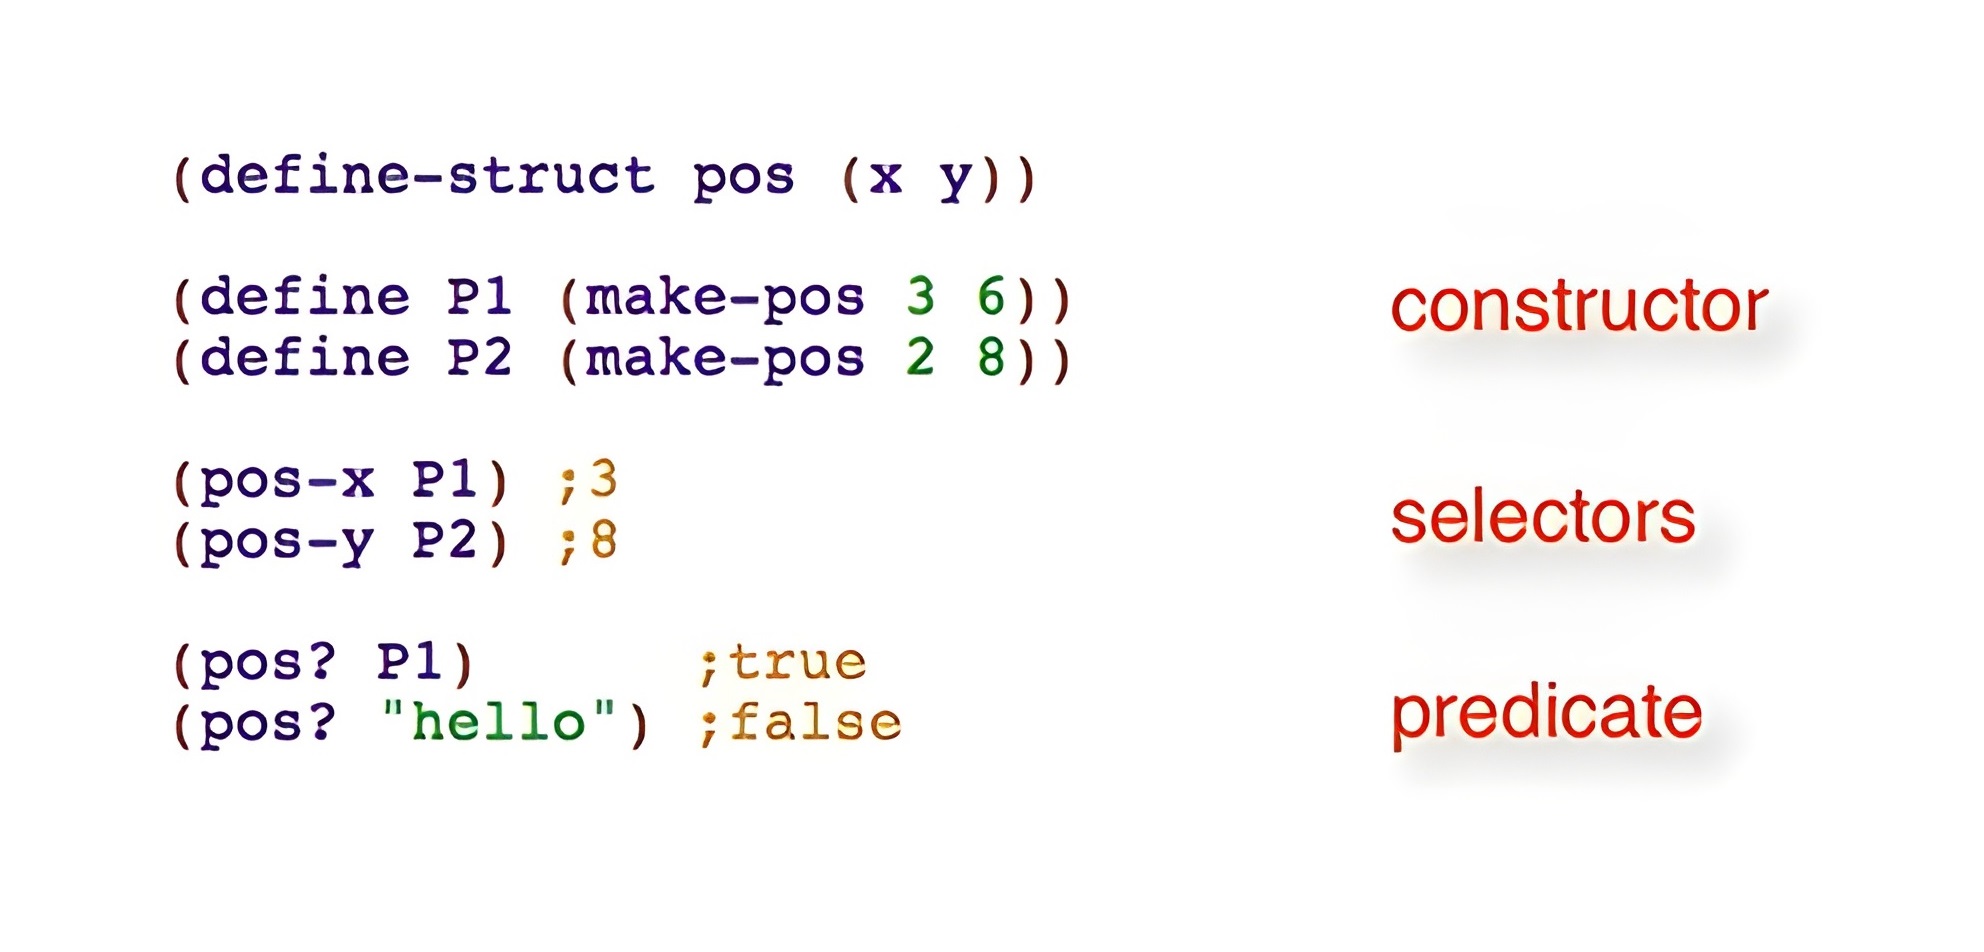 (define-struct pos (x y))
(define P1 (make-pos 3 6))
(define P2 (make-pos 2 8))
constructor
(pos-x P1) ;3
(pos-y P2) ;8
selectors
(pos? P1)      ;true
(pos? "hello") ;false
predicate